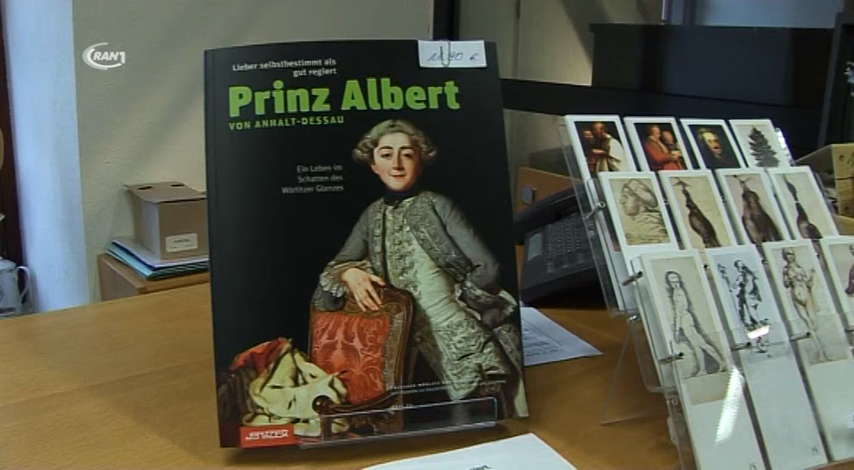 RAN1
Lieber selbstbestimmt als
gut regiert
Prinz Albert
VON ANHALT-DESSAU
Ein Leben im
Schatten des
Wörlitzer Glanzes